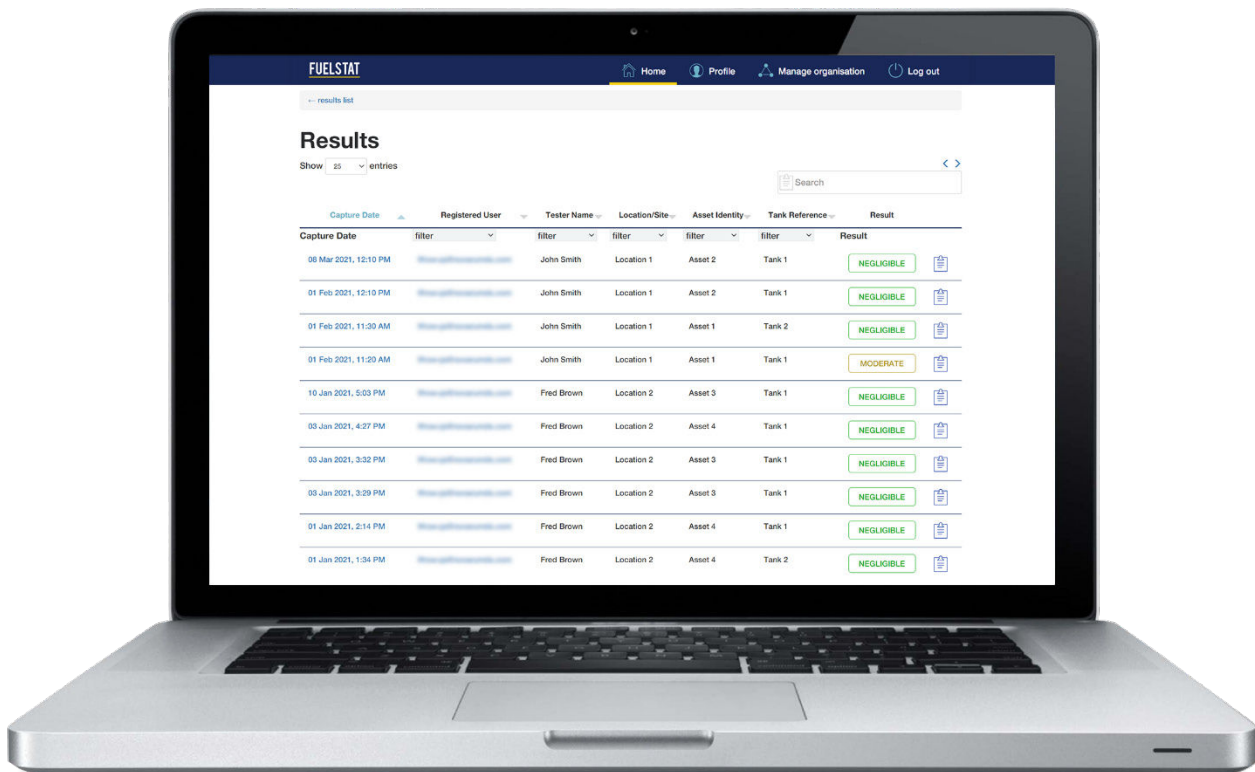 FUELSTAT
Home
Profile
Manage organisation
Log out
← results list
Results
Show 25 entries
< >
Search
Capture Date Registered User Tester Name Location/Site Asset Identity Tank Reference Result
Capture Date filter filter filter filter filter Result
06 Mar 2021, 12:10 PM John Smith Location 1 Asset 2 Tank 1 NEGLIGIBLE
01 Feb 2021, 12:10 PM John Smith Location 1 Asset 2 Tank 1 NEGLIGIBLE
01 Feb 2021, 11:30 AM John Smith Location 1 Asset 1 Tank 2 NEGLIGIBLE
01 Feb 2021, 11:20 AM John Smith Location 1 Asset 1 Tank 1 MODERATE
10 Jan 2021, 5:03 PM Fred Brown Location 2 Asset 3 Tank 1 NEGLIGIBLE
03 Jan 2021, 4:27 PM Fred Brown Location 2 Asset 4 Tank 1 NEGLIGIBLE
03 Jan 2021, 3:32 PM Fred Brown Location 2 Asset 3 Tank 1 NEGLIGIBLE
03 Jan 2021, 3:29 PM Fred Brown Location 2 Asset 3 Tank 1 NEGLIGIBLE
01 Jan 2021, 2:14 PM Fred Brown Location 2 Asset 4 Tank 1 NEGLIGIBLE
01 Jan 2021, 1:34 PM Fred Brown Location 2 Asset 4 Tank 2 NEGLIGIBLE